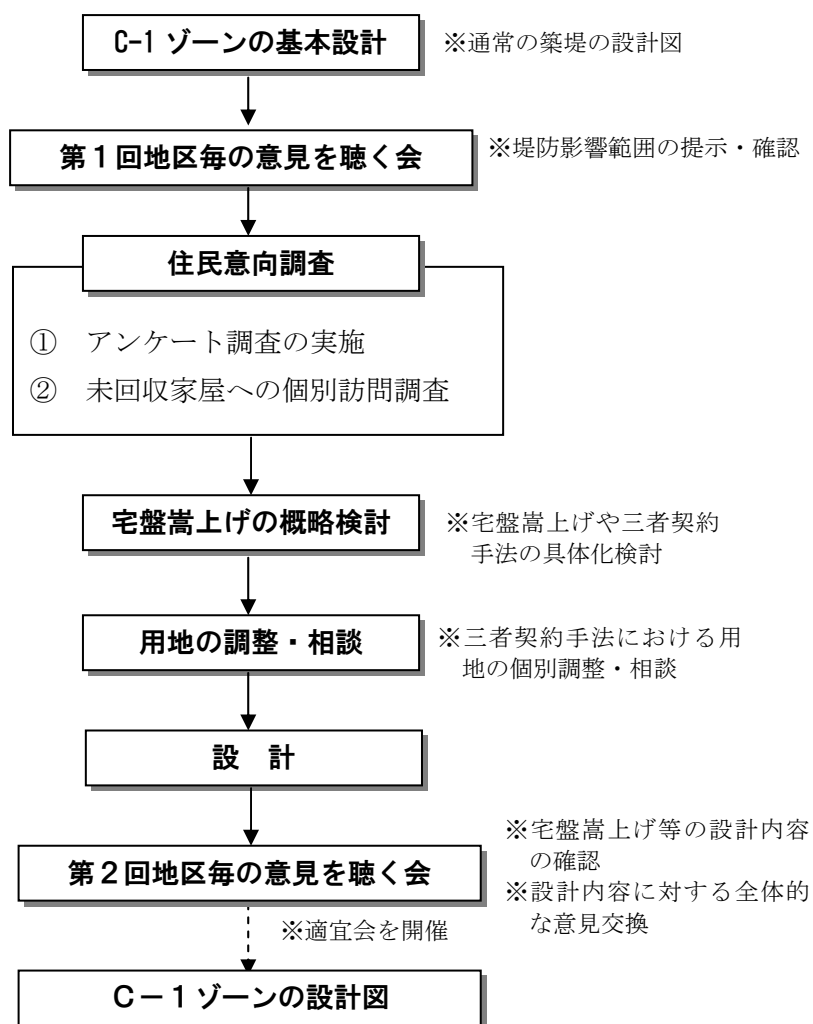 C-1 ゾーンの基本設計
※通常の築堤の設計図
第１回地区毎の意見を聴く会
※堤防影響範囲の提示・確認
住民意向調査
① アンケート調査の実施
② 未回収家屋への個別訪問調査
宅盤嵩上げの概略検討
※宅盤嵩上げや三者契約
手法の具体化検討
用地の調整・相談
※三者契約手法における用
地の個別調整・相談
設　計
第２回地区毎の意見を聴く会
※宅盤嵩上げ等の設計内容
の確認
※設計内容に対する全体的
な意見交換
※適宜会を開催
Ｃ－１ゾーンの設計図